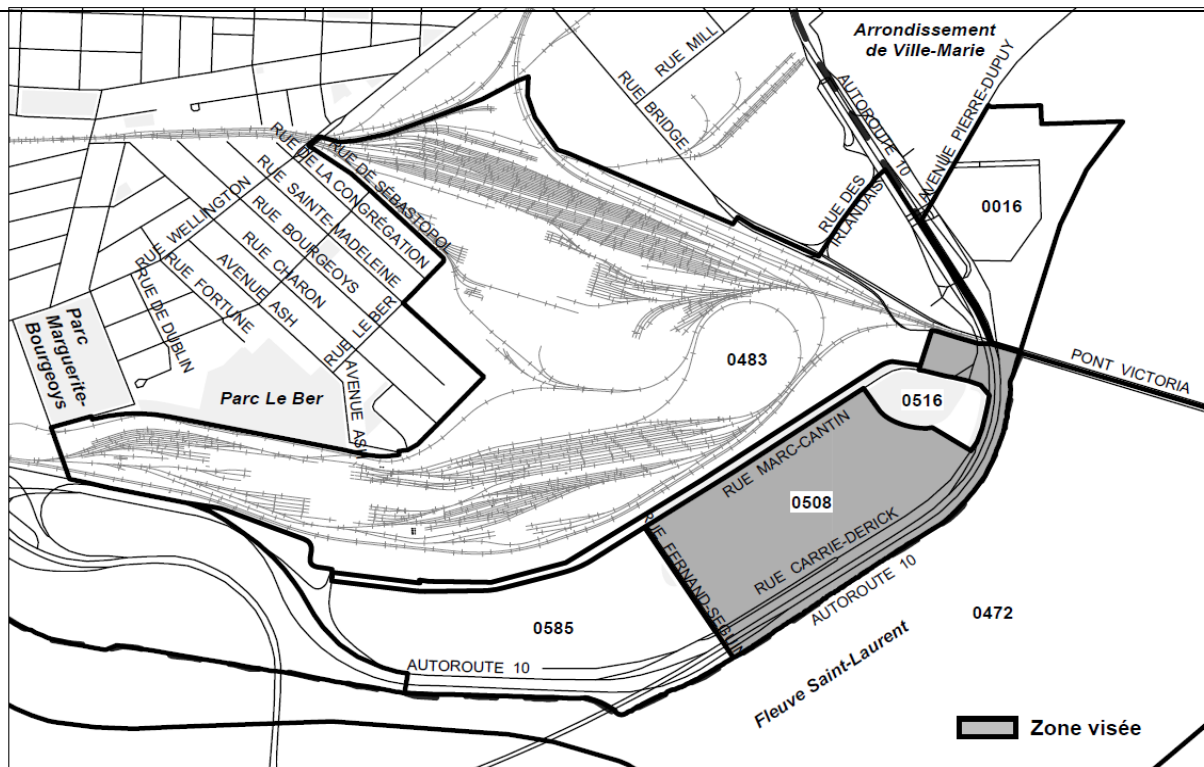 Arrondissement
de Ville-Marie
RUE MILL
RUE BRIDGE
AUTOROUTE 10
AVENUE PIERRE-DUPUY
RUE DES
IRLANDAIS
0016
RUE DE SÉBASTOPOL
RUE DE LA CONGRÉGATION
RUE SAINTE-MADELEINE
RUE BOURGEOYS
RUE WELLINGTON
RUE CHARON
AVENUE ASH
RUE FORTUNE
RUE DE DUBLIN
RUE LE BER
AVENUE ASH
Parc
Marguerite-
Bourgeoys
Parc Le Ber
0483
PONT VICTORIA
0516
RUE MARC-CANTIN
0508
RUE CARRIE-DERICK
RUE FERNAND-SEGUIN
AUTOROUTE 10
0472
0585
AUTOROUTE 10
Fleuve Saint-Laurent
Zone visée